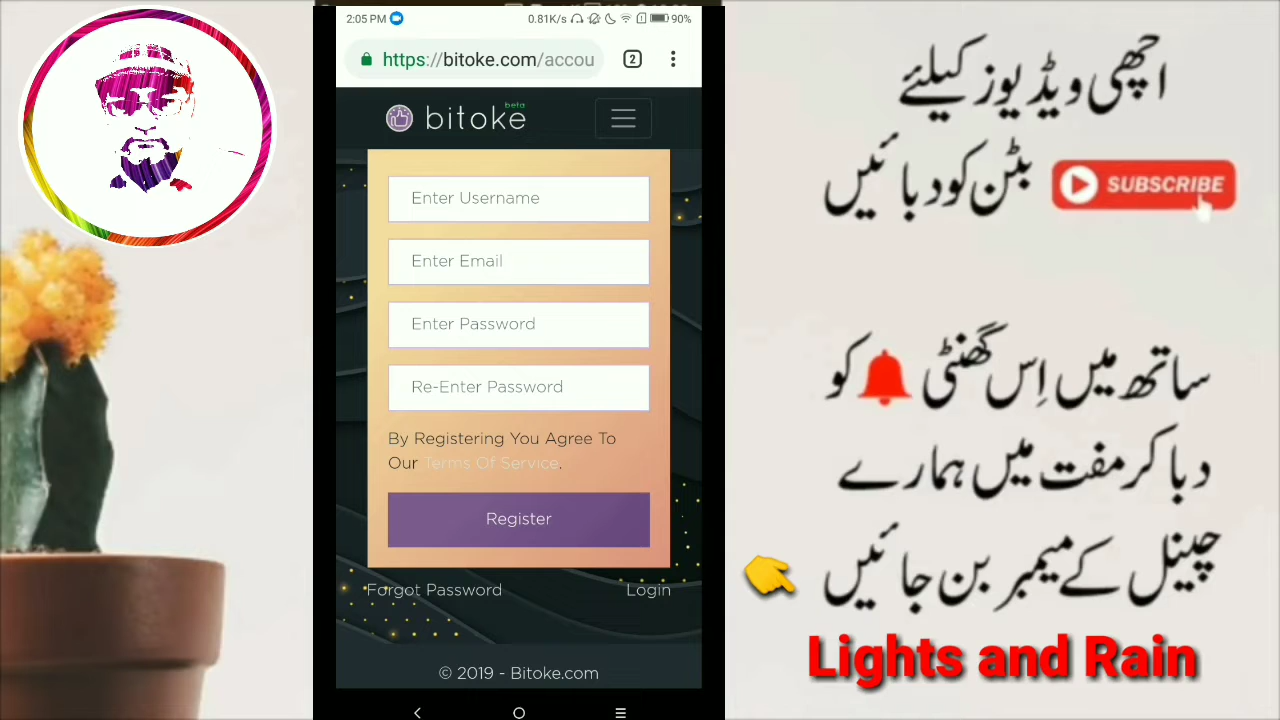 2:05 PM
0.81K/s
90%
https://bitoke.com/accou
2
bitoke
beta
Enter Username
Enter Email
Enter Password
Re-Enter Password
By Registering You Agree To
Our Terms Of Service.
Register
Forgot Password
Login
© 2019 - Bitoke.com
اچھی ویڈیوز کیلئے
بٹن کو دبائیں
SUBSCRIBE
ساتھ میں اِس گھنٹی کو
دبا کر مفت میں ہمارے
چینل کے میمبر بن جائیں
Lights and Rain